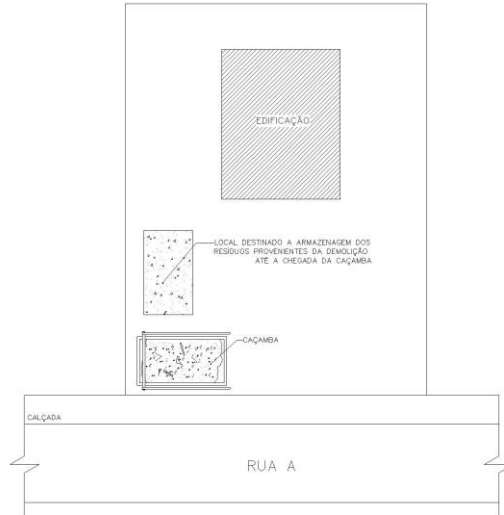 EDIFICAÇÃO
LOCAL DESTINADO A ARMAZENAGEM DOS
RESÍDUOS PROVENIENTES DA DEMOLIÇÃO
ATÉ A CHEGADA DA CAÇAMBA
CAÇAMBA
CALÇADA
RUA A